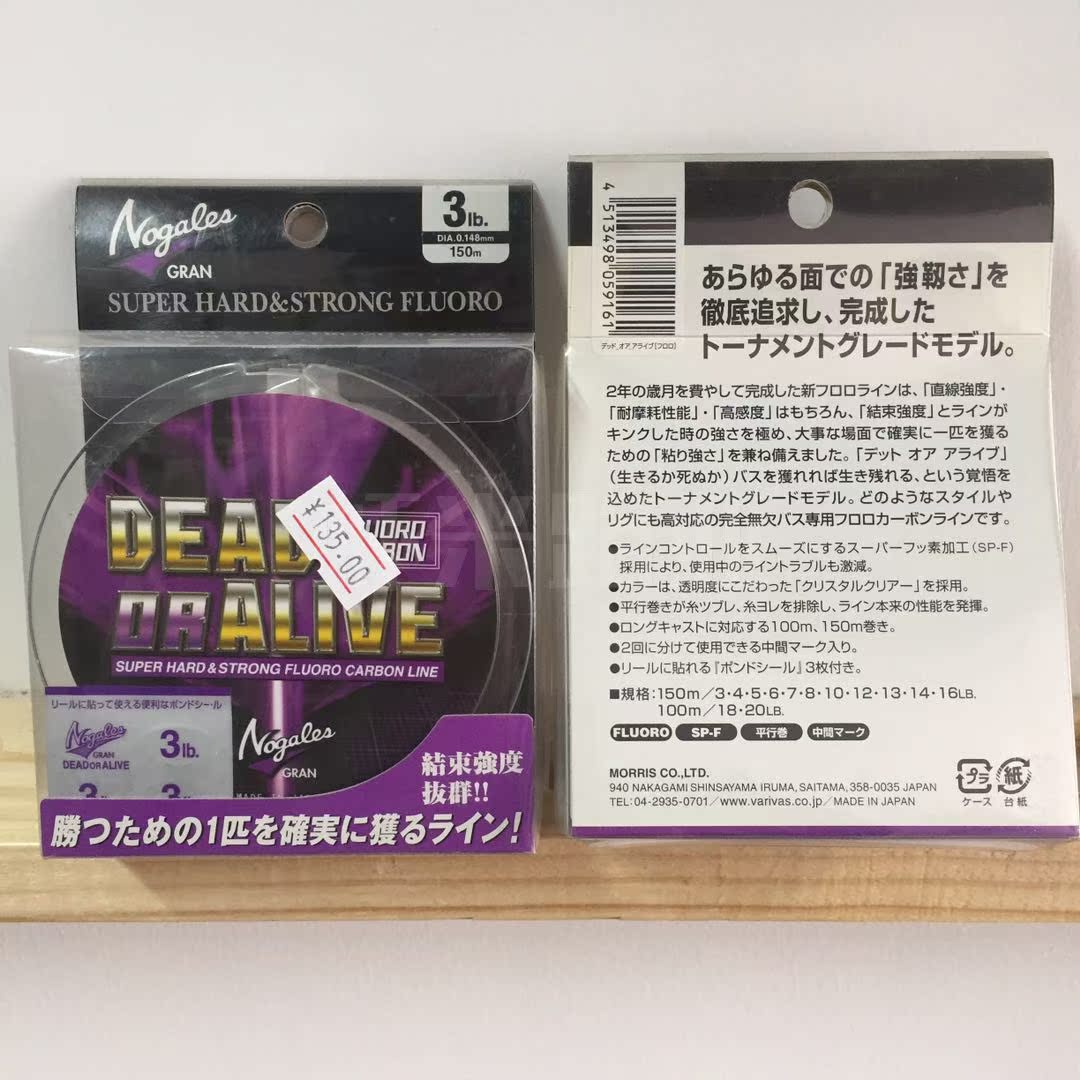 Nogales
GRAN
3lb.
DIA.0.148mm
150m
SUPER HARD&STRONG FLUORO
¥135.00
DEAD
OR ALIVE
SUPER HARD & STRONG FLUORO CARBON LINE
リールに貼って使える便利なポンドシール
Nogales
GRAN
DEAD OR ALIVE
3lb.
Nogales
GRAN
結束強度
抜群!!
勝つための1匹を確実に獲るライン!
4513498059161
デッド オア アライブ[フロロ]
あらゆる面での「強靱さ」を
徹底追求し、完成した
トーナメントグレードモデル。
2年の歳月を費やして完成した新フロロラインは、「直線強度」・
「耐摩耗性能」・「高感度」はもちろん、「結束強度」とラインが
キンクした時の強さを極め、大事な場面で確実に一匹を獲る
ための「粘り強さ」を兼ね備えました。「デット オア アライブ」
(生きるか死ぬか)バスを獲れれば生き残れる、という覚悟を
込めたトーナメントグレードモデル。どのようなスタイルや
リグにも高対応の完全無欠バス専用フロロカーボンラインです。
●ラインコントロールをスムーズにするスーパーフッ素加工(SP-F)
採用により、使用中のライントラブルも激減。
●カラーは、透明度にこだわった「クリスタルクリアー」を採用。
●平行巻きが糸ツブレ、糸ヨレを排除し、ライン本来の性能を発揮。
●ロングキャストに対応する100m、150m巻き。
●2回に分けて使用できる中間マーク入り。
●リールに貼れる『ポンドシール』3枚付き。
■規格:150m/3・4・5・6・7・8・10・12・13・14・16LB.
100m/18・20LB.
FLUORO SP-F 平行巻 中間マーク
MORRIS CO.,LTD.
940 NAKAGAMI SHINSAYAMA IRUMA, SAITAMA, 358-0035 JAPAN
TEL: 04-2935-0701/www.varivas.co.jp/MADE IN JAPAN
プラ 紙
ケース 台紙